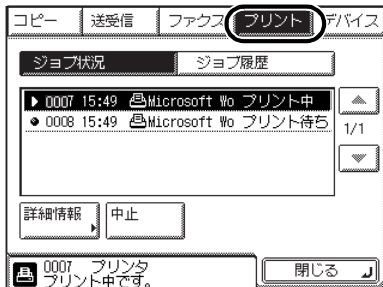 コピー 送受信 ファクス プリント デバイス
ジョブ状況 ジョブ履歴
0007 15:49 Microsoft Wo プリント中
0008 15:49 Microsoft Wo プリント待ち
1/1
詳細情報 中止
0007 プリンタ
プリント中です。
閉じる